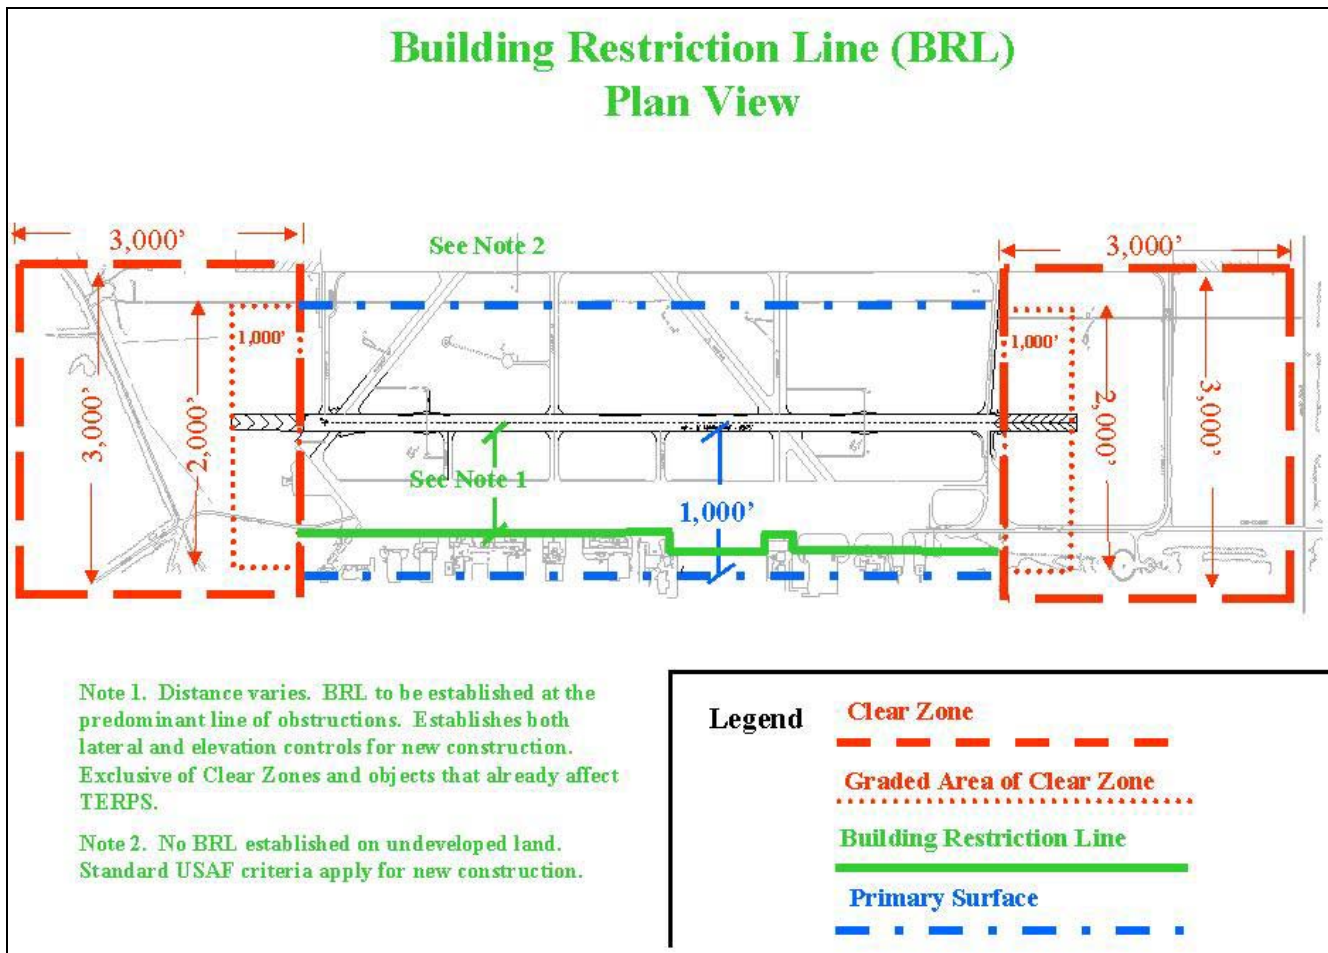 Building Restriction Line (BRL)
Plan View
3,000’
See Note 2
3,000’
1,000’
1,000’
3,000’
2,000’
2,000’
3,000’
See Note 1
1,000’
Note 1. Distance varies. BRL to be established at the
predominant line of obstructions. Establishes both
lateral and elevation controls for new construction.
Exclusive of Clear Zones and objects that already affect
TERPS.
Note 2. No BRL established on undeveloped land.
Standard USAF criteria apply for new construction.
Legend
Clear Zone
Graded Area of Clear Zone
Building Restriction Line
Primary Surface